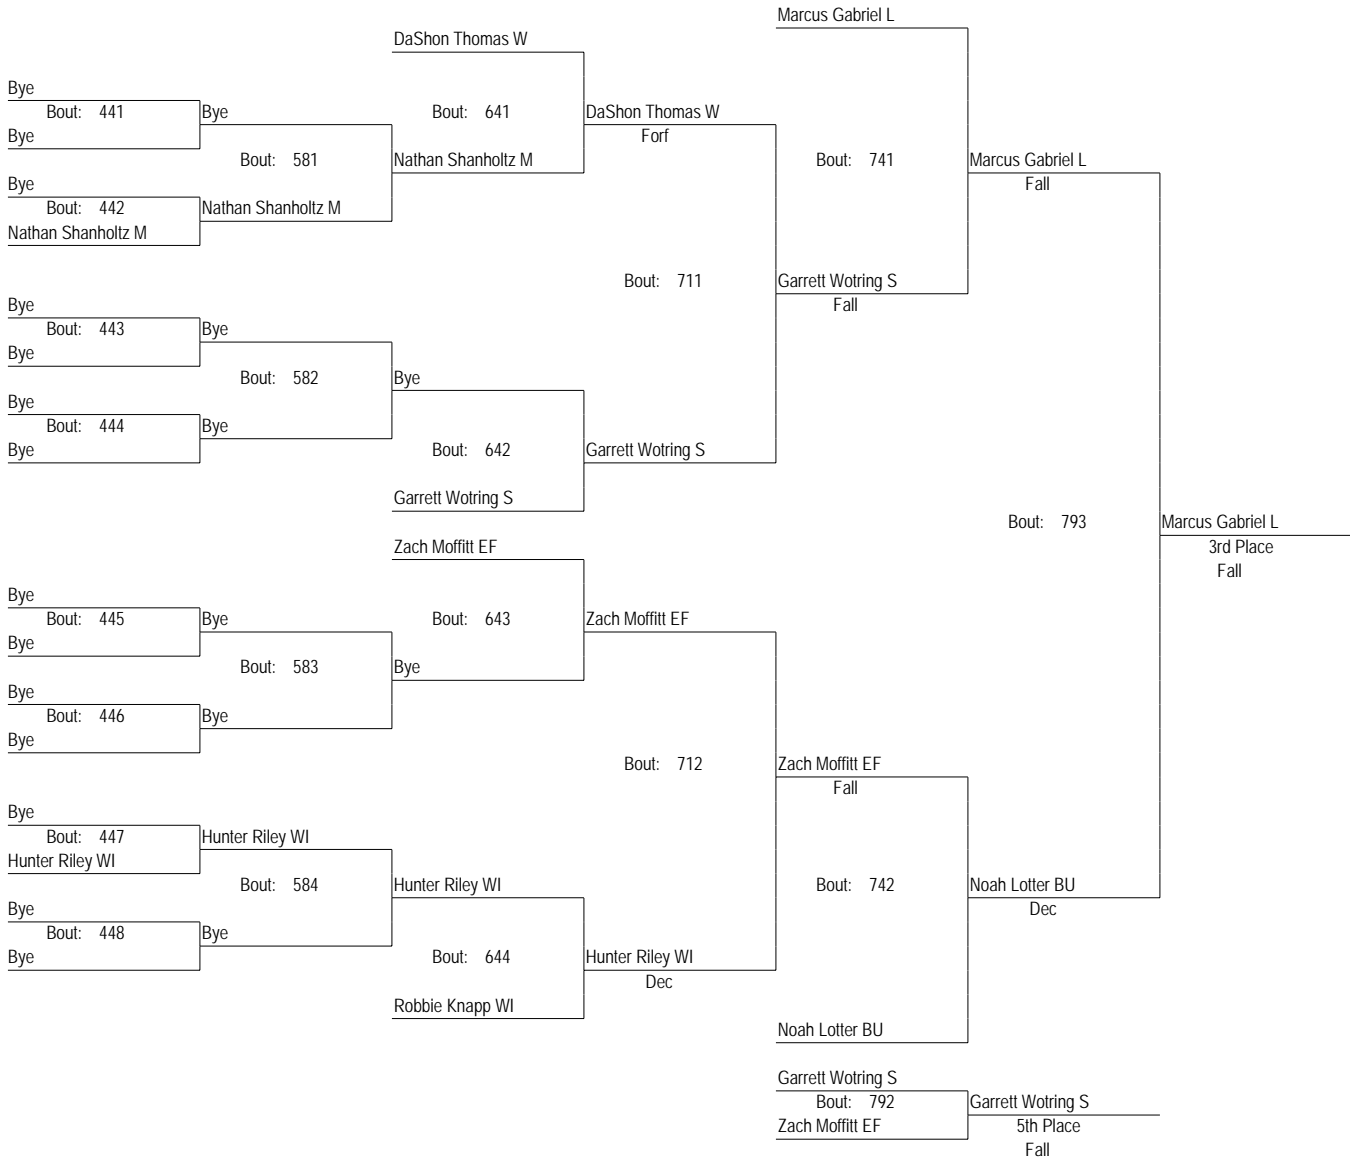 Marcus Gabriel L
DaShon Thomas W
Bye
Bout: 441 Bye Bout: 641 DaShon Thomas W
Bye Forf
Bout: 581 Nathan Shanholtz M Bout: 741 Marcus Gabriel L
Bye Fall
Bout: 442 Nathan Shanholtz M
Nathan Shanholtz M
Bout: 711 Garrett Wotring S
Bye Fall
Bout: 443 Bye
Bye
Bout: 582 Bye
Bye
Bout: 444 Bye
Bye Bout: 642 Garrett Wotring S
Garrett Wotring S
Bout: 793 Marcus Gabriel L
Zach Moffitt EF 3rd Place
Fall
Bye
Bout: 445 Bye Bout: 643 Zach Moffitt EF
Bye
Bout: 583 Bye
Bye
Bout: 446 Bye
Bye
Bout: 712 Zach Moffitt EF
Fall
Bye
Bout: 447 Hunter Riley WI
Hunter Riley WI
Bout: 584 Hunter Riley WI Bout: 742 Noah Lotter BU
Bye Dec
Bout: 448 Bye
Bye Bout: 644 Hunter Riley WI
Dec
Robbie Knapp WI
Noah Lotter BU
Garrett Wotring S
Bout: 792 Garrett Wotring S
Zach Moffitt EF 5th Place
Fall